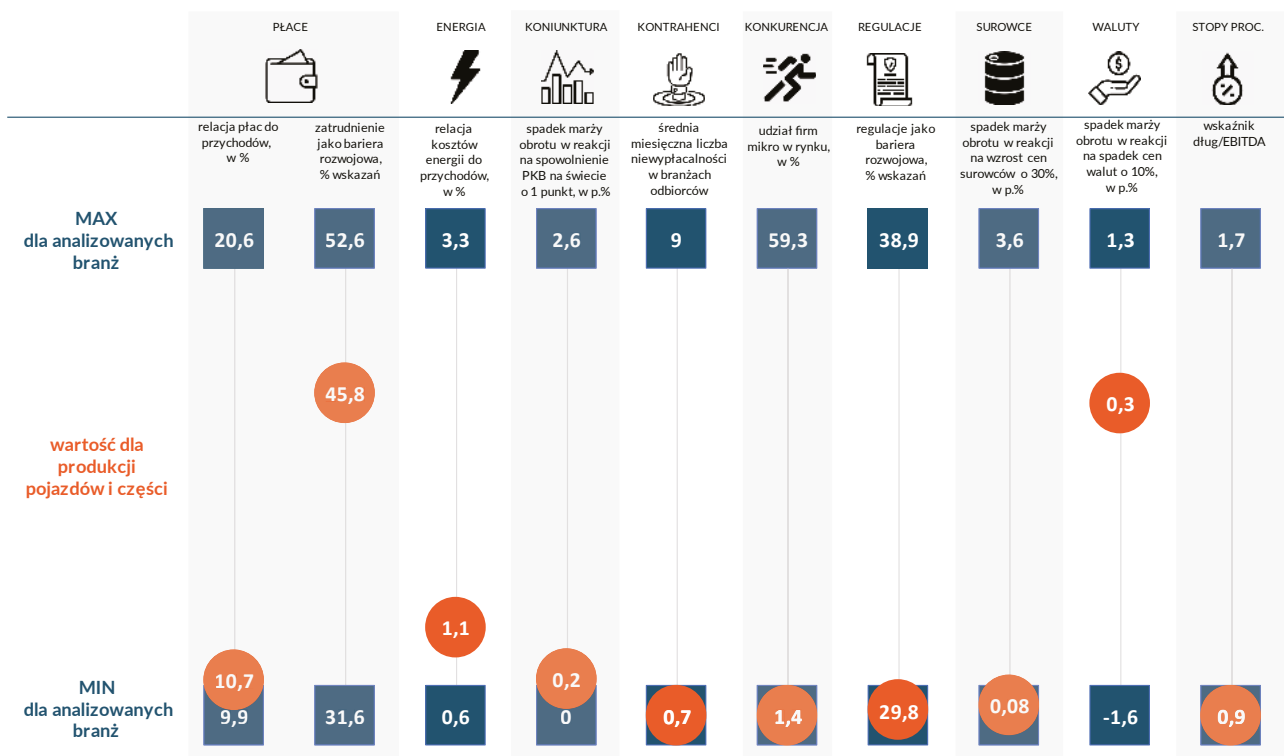 PŁACE
ENERGIA
KONIUNKTURA
KONTRAHENCI
KONKURENCJA
REGULACJE
SUROWCE
WALUTY
STOPY PROC.
relacja płac do
przychodów,
w %
zatrudnienie
jako bariera
rozwojowa,
% wskazań
relacja
kosztów
energii do
przychodów,
w %
spadek marży
obrotu w reakcji
na spowolnienie
PKB na świecie
o 1 punkt, w p.%
średnia
miesięczna liczba
niewypłacalności
w branżach
odbiorców
udział firm
mikro w rynku,
w %
regulacje jako
bariera
rozwojowa,
% wskazań
spadek marży
obrotu w reakcji
na wzrost cen
surowców o 30%,
w p.%
spadek marży
obrotu w reakcji
na spadek cen
walut o 10%,
w p.%
wskaźnik
dług/EBITDA
MAX
dla analizowanych
branż
20,6
52,6
3,3
2,6
9
59,3
38,9
3,6
1,3
1,7
wartość dla
produkcji
pojazdów i części
10,7
45,8
1,1
0,2
0,7
1,4
29,8
0,08
0,3
0,9
MIN
dla analizowanych
branż
9,9
31,6
0,6
0
-1,6